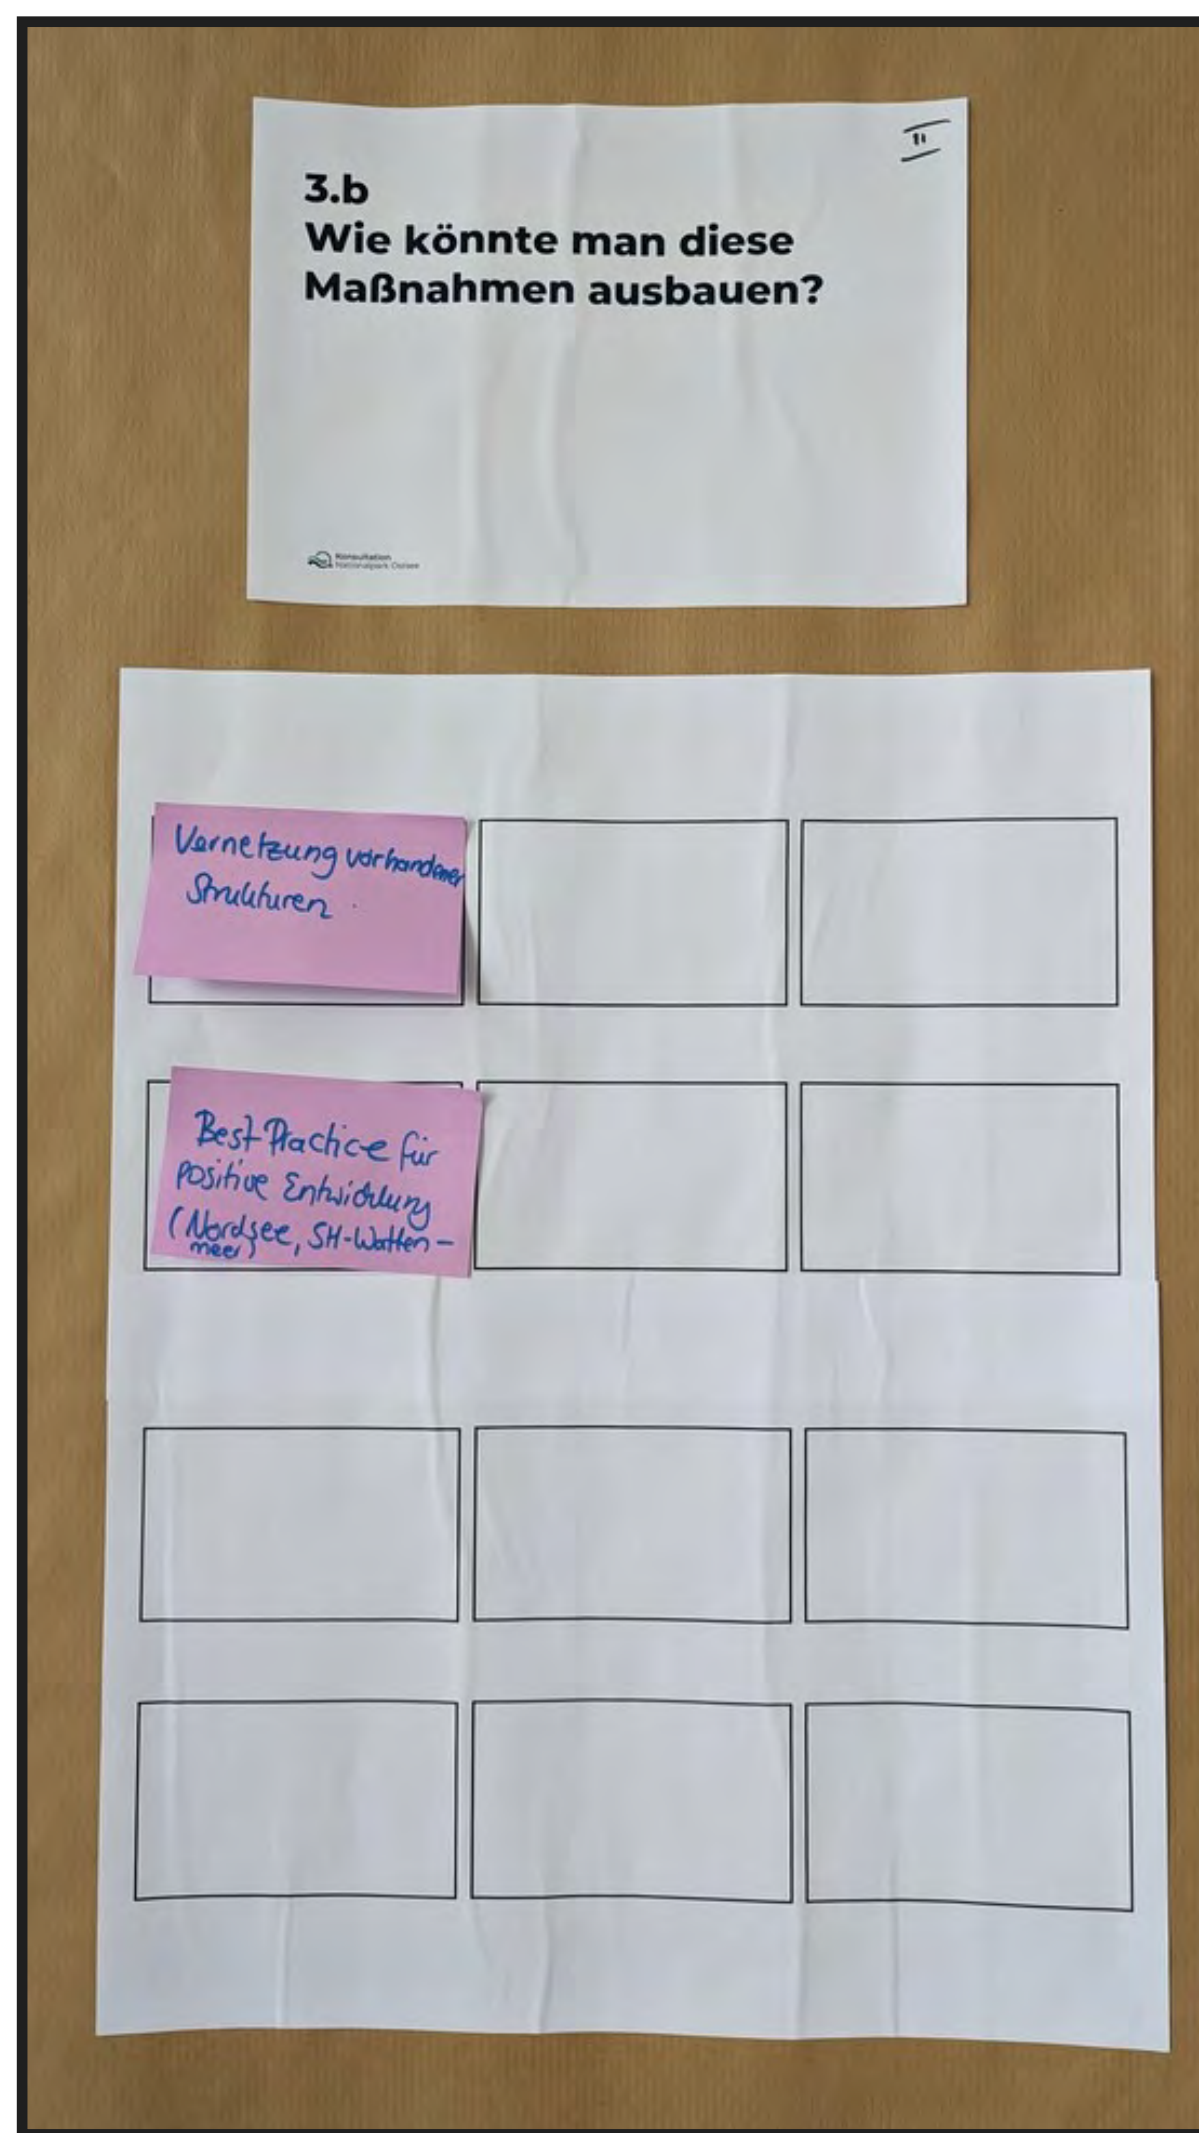 3.b
Wie könnte man diese
Maßnahmen ausbauen?
Konsultation
Nationalpark Ostsee
Vernetzung vorhandener
Strukturen
Best Practice für
positive Entwicklung
(Nordsee, SH-Watten-
meer)